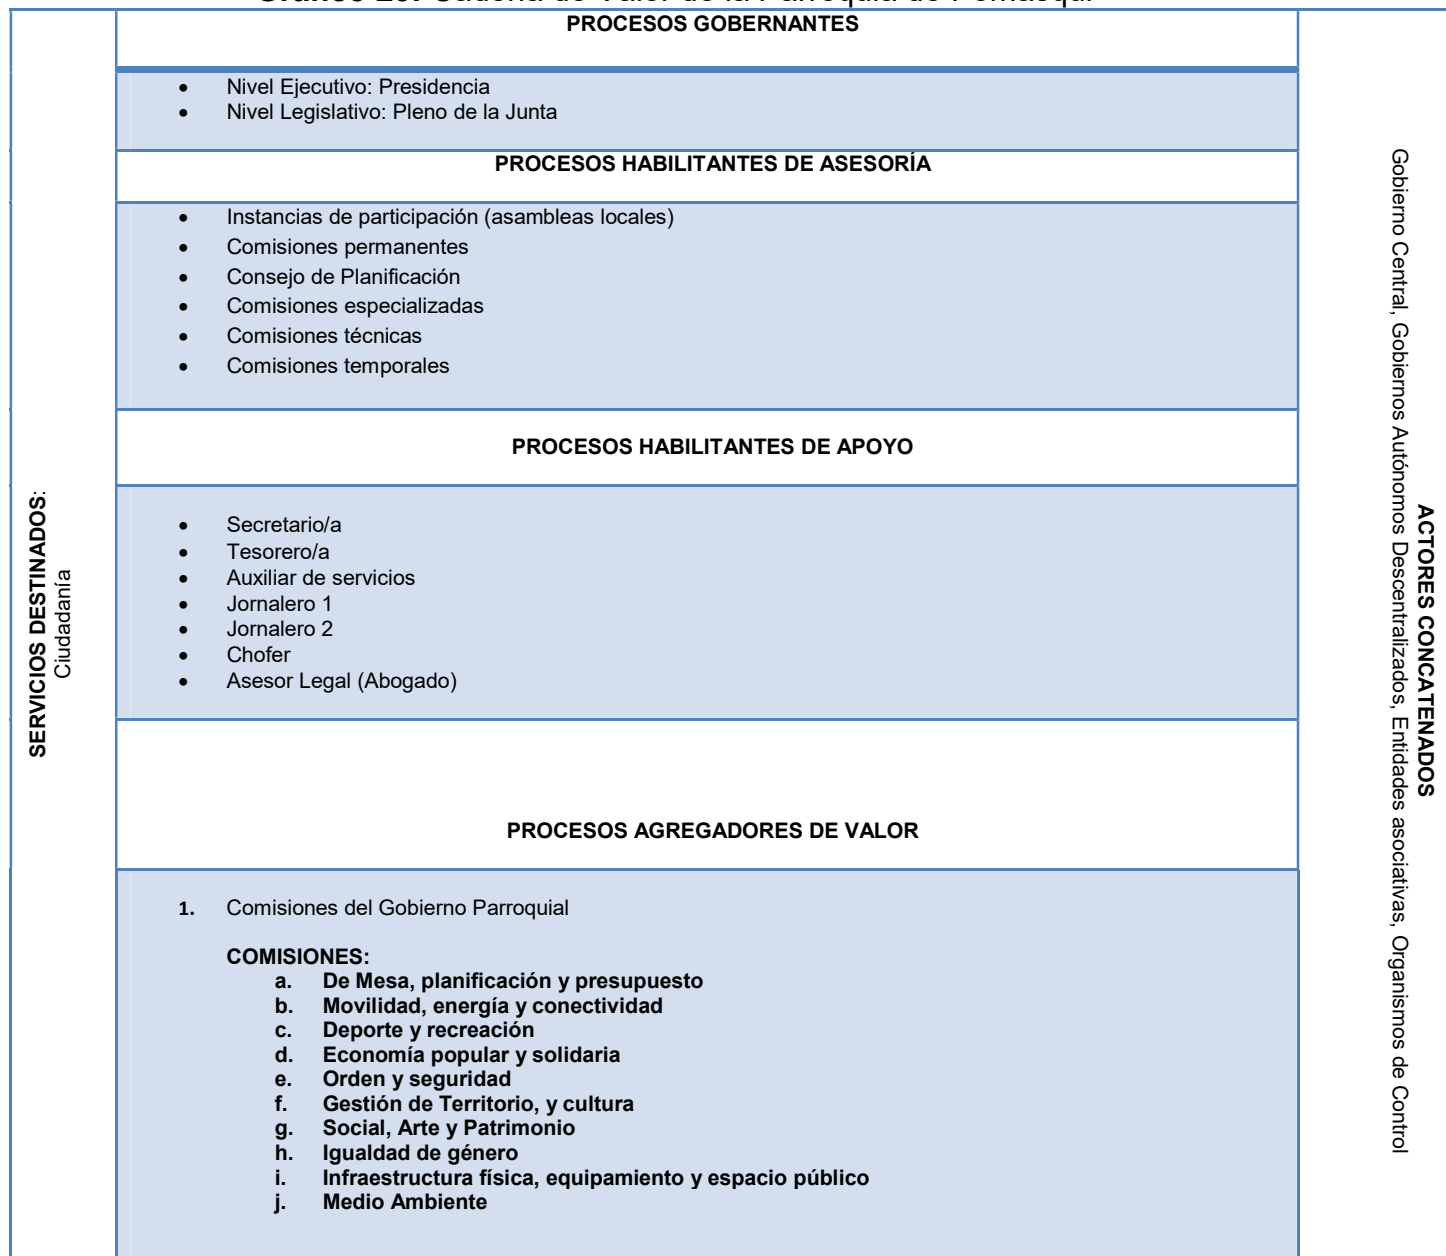 PROCESOS GOBERNANTES
• Nivel Ejecutivo: Presidencia
• Nivel Legislativo: Pleno de la Junta
PROCESOS HABILITANTES DE ASESORÍA
• Instancias de participación (asambleas locales)
• Comisiones permanentes
• Consejo de Planificación
• Comisiones especializadas
• Comisiones técnicas
• Comisiones temporales
PROCESOS HABILITANTES DE APOYO
• Secretario/a
• Tesorero/a
• Auxiliar de servicios
• Jornalero 1
• Jornalero 2
• Chofer
• Asesor Legal (Abogado)
PROCESOS AGREGADORES DE VALOR
1. Comisiones del Gobierno Parroquial
COMISIONES:
a. De Mesa, planificación y presupuesto
b. Movilidad, energía y conectividad
c. Deporte y recreación
d. Economía popular y solidaria
e. Orden y seguridad
f. Gestión de Territorio, y cultura
g. Social, Arte y Patrimonio
h. Igualdad de género
i. Infraestructura física, equipamiento y espacio público
j. Medio Ambiente
SERVICIOS DESTINADOS:
Ciudadanía
ACTORES CONCATENADOS
Gobierno Central, Gobiernos Autónomos Descentralizados, Entidades asociativas, Organismos de Control